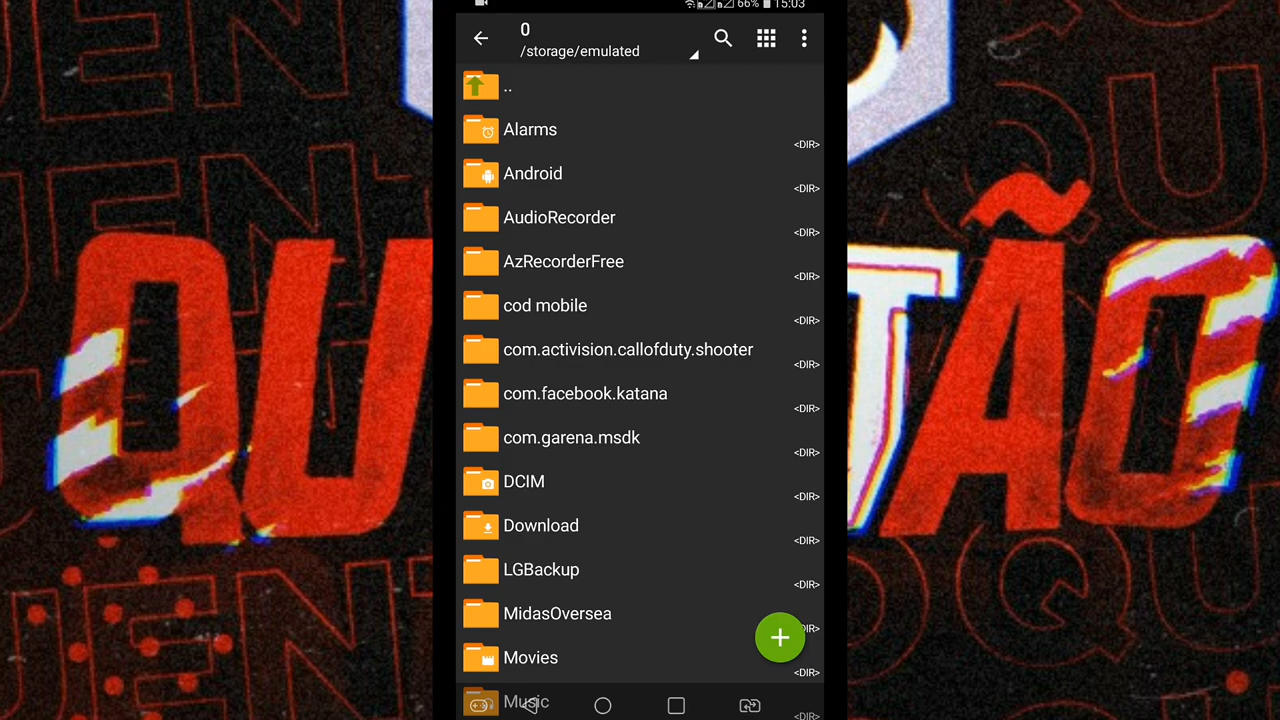 66% 15:03
0
/storage/emulated
..
Alarms
<DIR>
Android
<DIR>
AudioRecorder
<DIR>
AzRecorderFree
<DIR>
cod mobile
<DIR>
com.activision.callofduty.shooter
<DIR>
com.facebook.katana
<DIR>
com.garena.msdk
<DIR>
DCIM
<DIR>
Download
<DIR>
LGBackup
<DIR>
MidasOversea
DIR>
Movies
<DIR>
Music
<DIR>
QU
TÃO